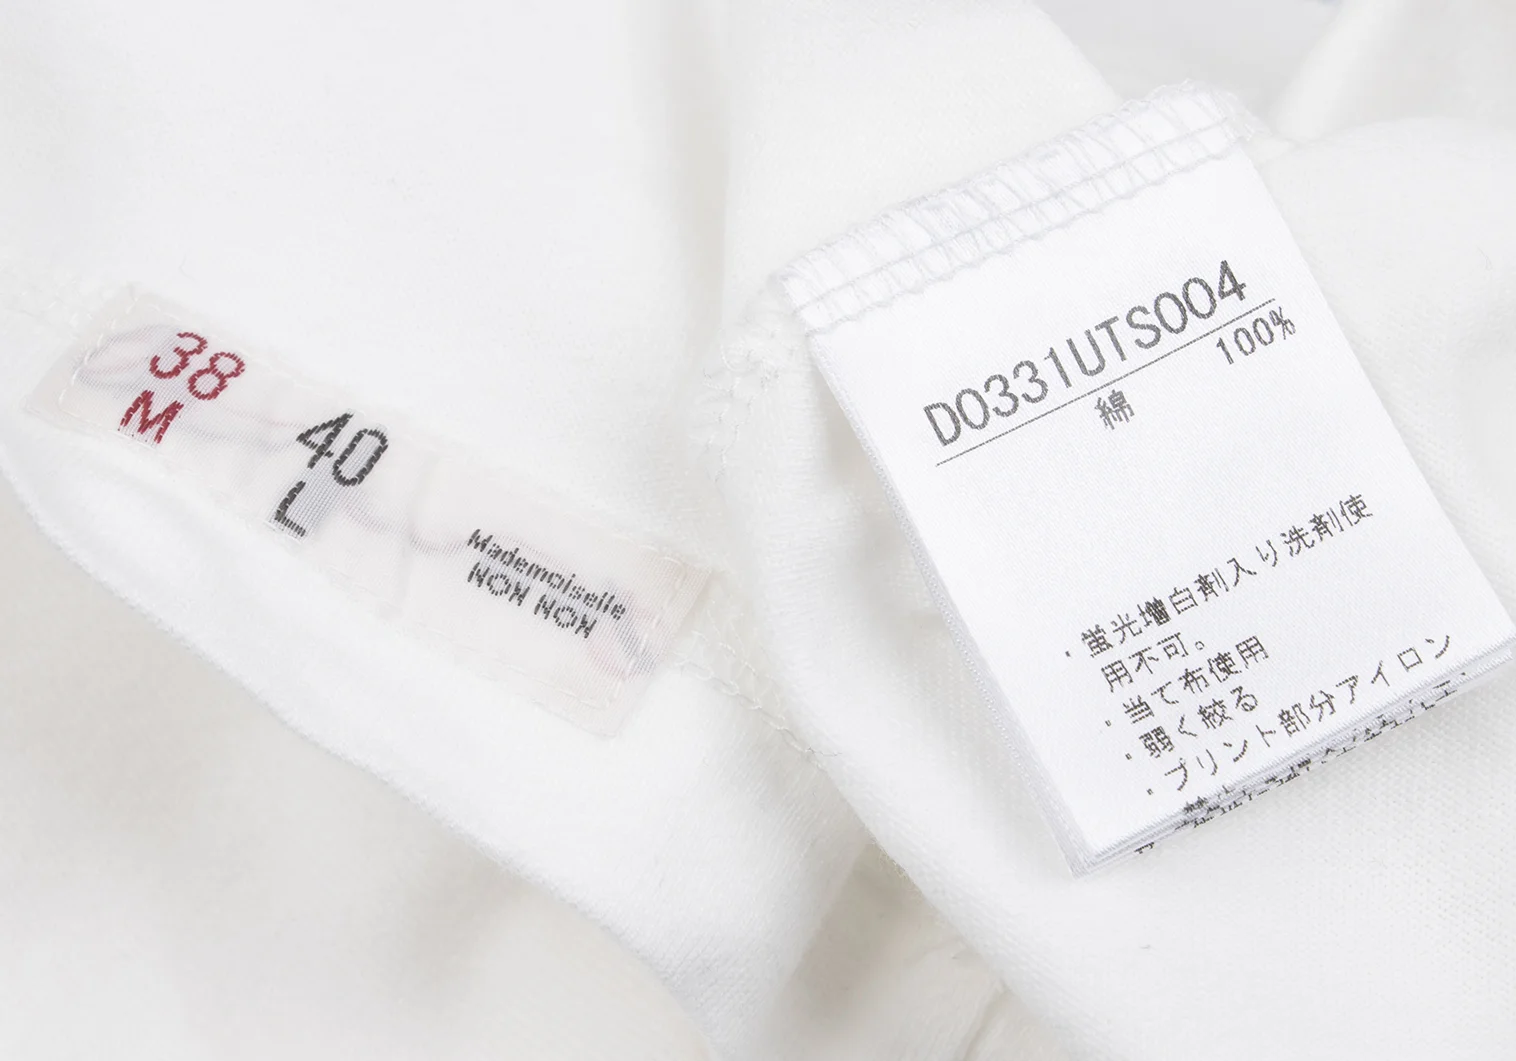 38
M
40
L
Mademoiselle
NON NON
D0331UTS004
綿 100%
・蛍光増白剤入り洗剤使
用不可。
・当て布使用
・弱く絞る
・プリント部分アイロン